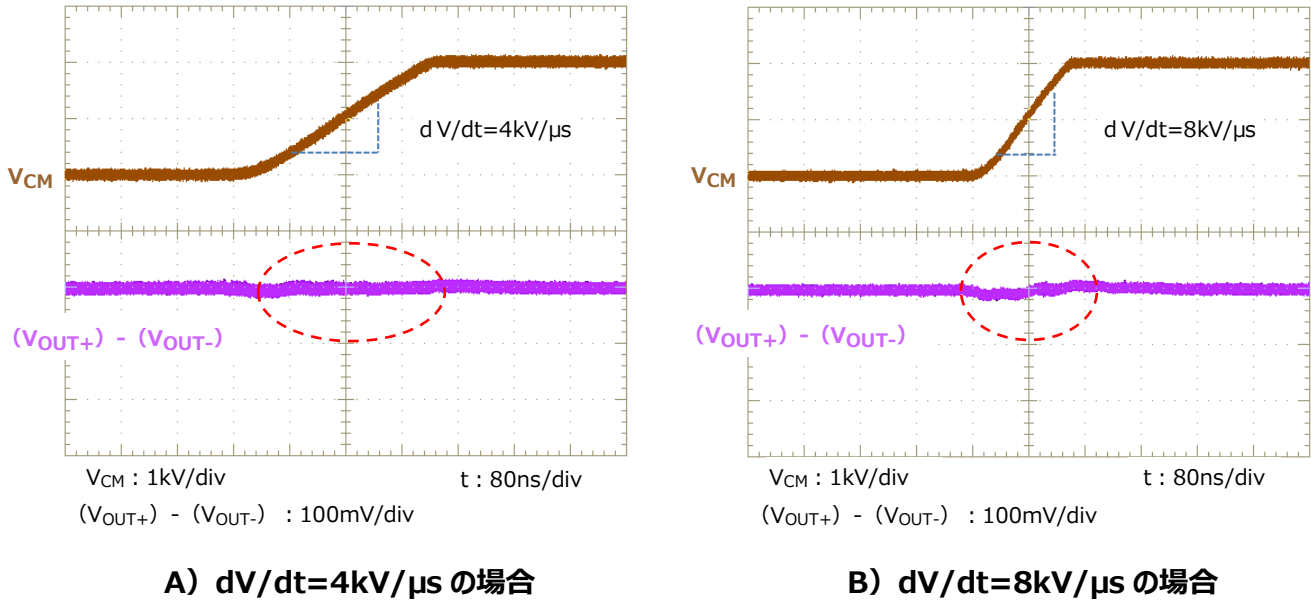 dV/dt=4kV/µs
VCM
(VOUT+) - (VOUT-)
VCM : 1kV/div
t : 80ns/div
(VOUT+) - (VOUT-) : 100mV/div
A)dV/dt=4kV/µs の場合
dV/dt=8kV/µs
VCM
(VOUT+) - (VOUT-)
VCM : 1kV/div
t : 80ns/div
(VOUT+) - (VOUT-) : 100mV/div
B)dV/dt=8kV/µs の場合